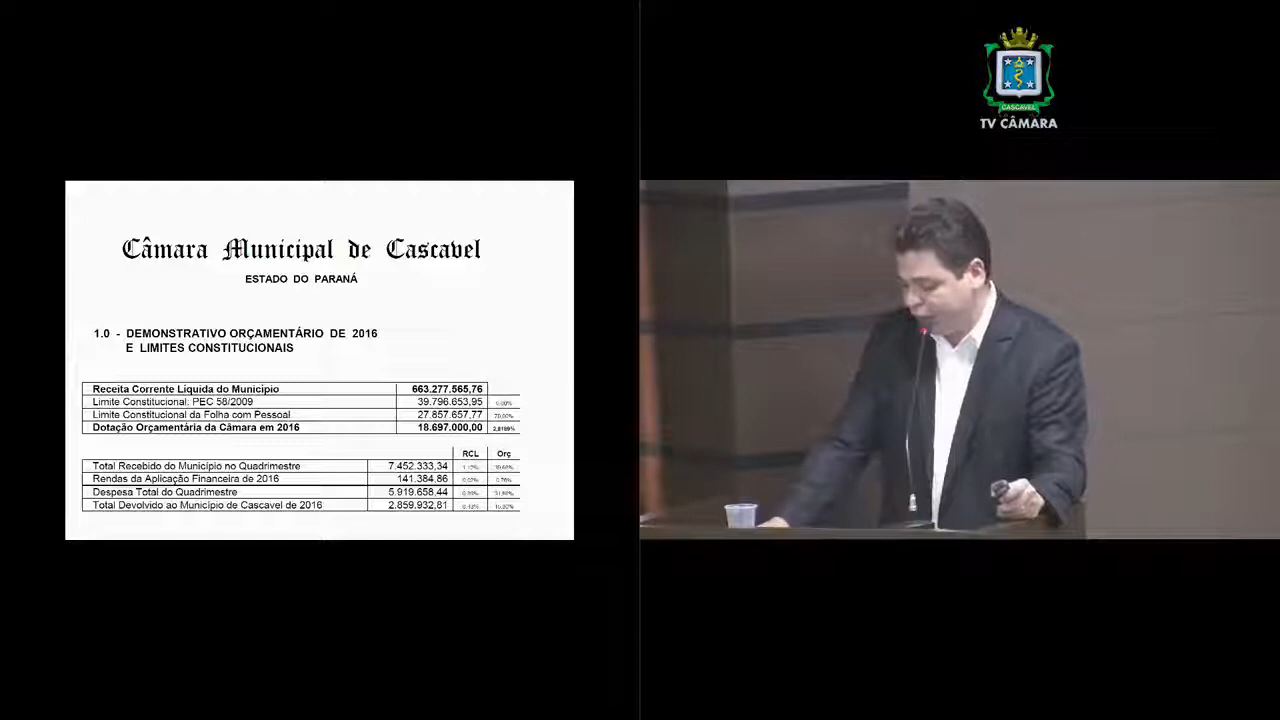 CASCAVEL
TV CÂMARA
Câmara Municipal de Cascavel
ESTADO DO PARANÁ
1.0 - DEMONSTRATIVO ORÇAMENTÁRIO DE 2016
E LIMITES CONSTITUCIONAIS
Receita Corrente Líquida do Município 663.277.565,76
Limite Constitucional: PEC 58/2009 39.796.653,95
Limite Constitucional da Folha com Pessoal 27.857.657,77 70,00%
Dotação Orçamentária da Câmara em 2016 18.697.000,00
RCL Orç
Total Recebido do Município no Quadrimestre 7.452.333,34
Rendas da Aplicação Financeira de 2016 141.384,86
Despesa Total do Quadrimestre 5.919.658,44
Total Devolvido ao Município de Cascavel de 2016 2.859.932,81